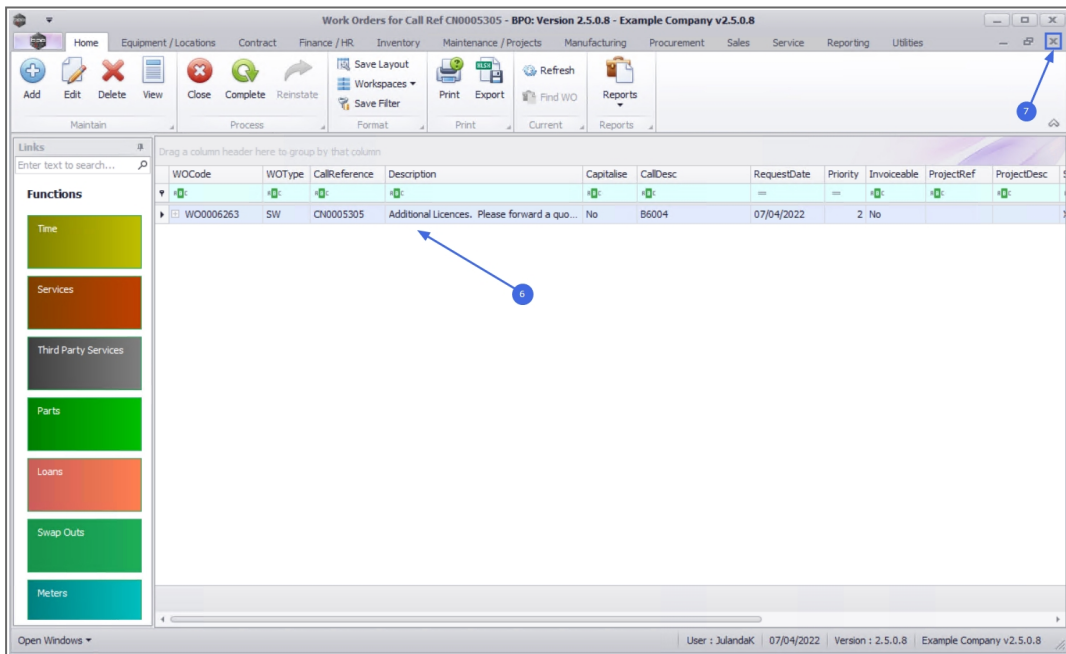 Work Orders for Call Ref CN0005305 - BPO: Version 2.5.0.8 - Example Company v2.5.0.8
Home Equipment / Locations Contract Finance / HR Inventory Maintenance / Projects Manufacturing Procurement Sales Service Reporting Utilities
Add Edit Delete View Close Complete Reinstate Save Layout Workspaces Save Filter Print Export Refresh Find WO Reports
Maintain Process Format Print Current Reports
7
Links
Enter text to search...
Drag a column header here to group by that column
WOCode WOType CallReference Description Capitalise CallDesc RequestDate Priority Invoiceable ProjectRef ProjectDesc S
WO0006263 SW CN0005305 Additional Licences. Please forward a quo... No B6004 07/04/2022 2 No
6
Functions
Time
Services
Third Party Services
Parts
Loans
Swap Outs
Meters
Open Windows User : JulandaK 07/04/2022 Version : 2.5.0.8 Example Company v2.5.0.8